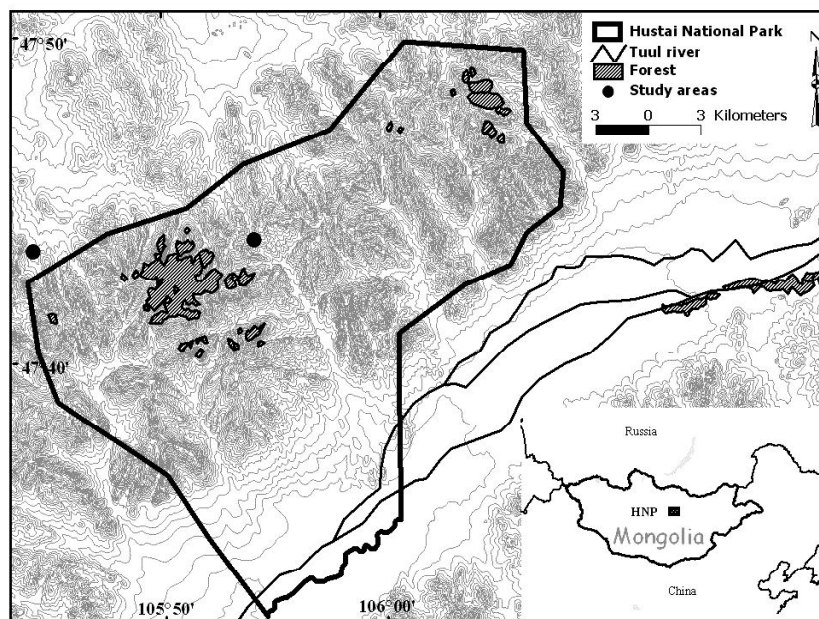 47°50'
Hustai National Park
Tuul river
Forest
Study areas
3 0 3 Kilometers
N
47°40'
Russia
HNP
Mongolia
China
105°50'
106°00'